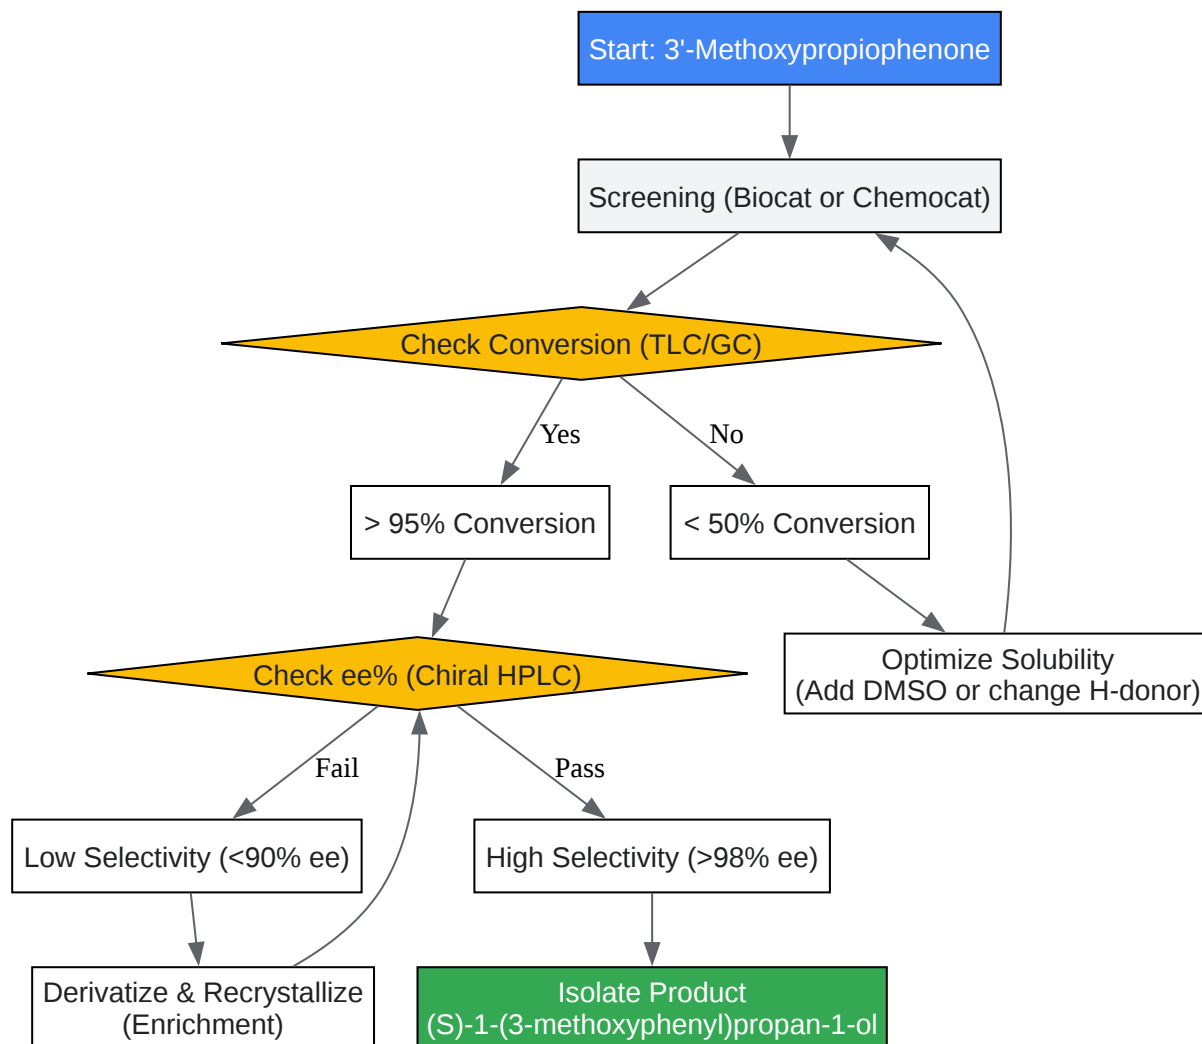 Start: 3'-Methoxypropiophenone
Screening (Biocat or Chemocat)
Check Conversion (TLC/GC)
Yes
No
> 95% Conversion
< 50% Conversion
Check ee% (Chiral HPLC)
Optimize Solubility
(Add DMSO or change H-donor)
Fail
Pass
Low Selectivity (<90% ee)
High Selectivity (>98% ee)
Derivatize & Recrystallize
(Enrichment)
Isolate Product
(S)-1-(3-methoxyphenyl)propan-1-ol